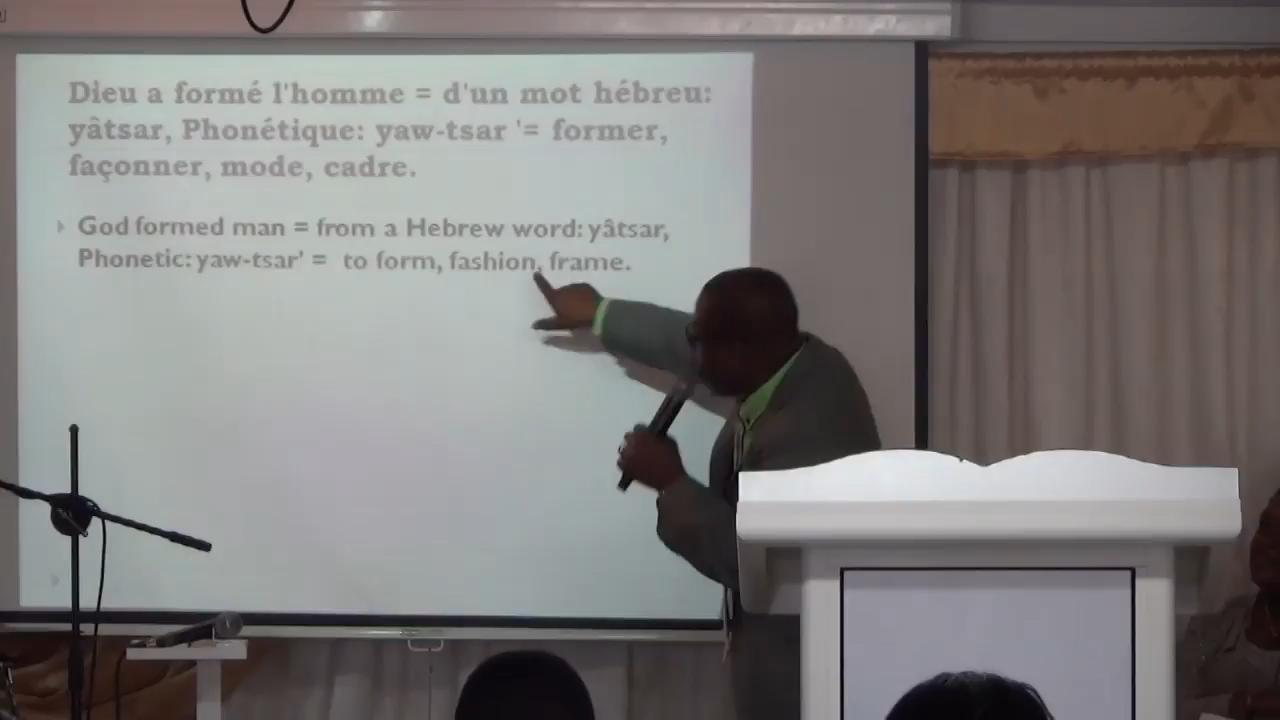 Dieu a formé l'homme = d'un mot hébreu:
yâtsar, Phonétique: yaw-tsar '= former,
façonner, mode, cadre.
God formed man = from a Hebrew word: yâtsar,
Phonetic: yaw-tsar' = to form, fashion, frame.